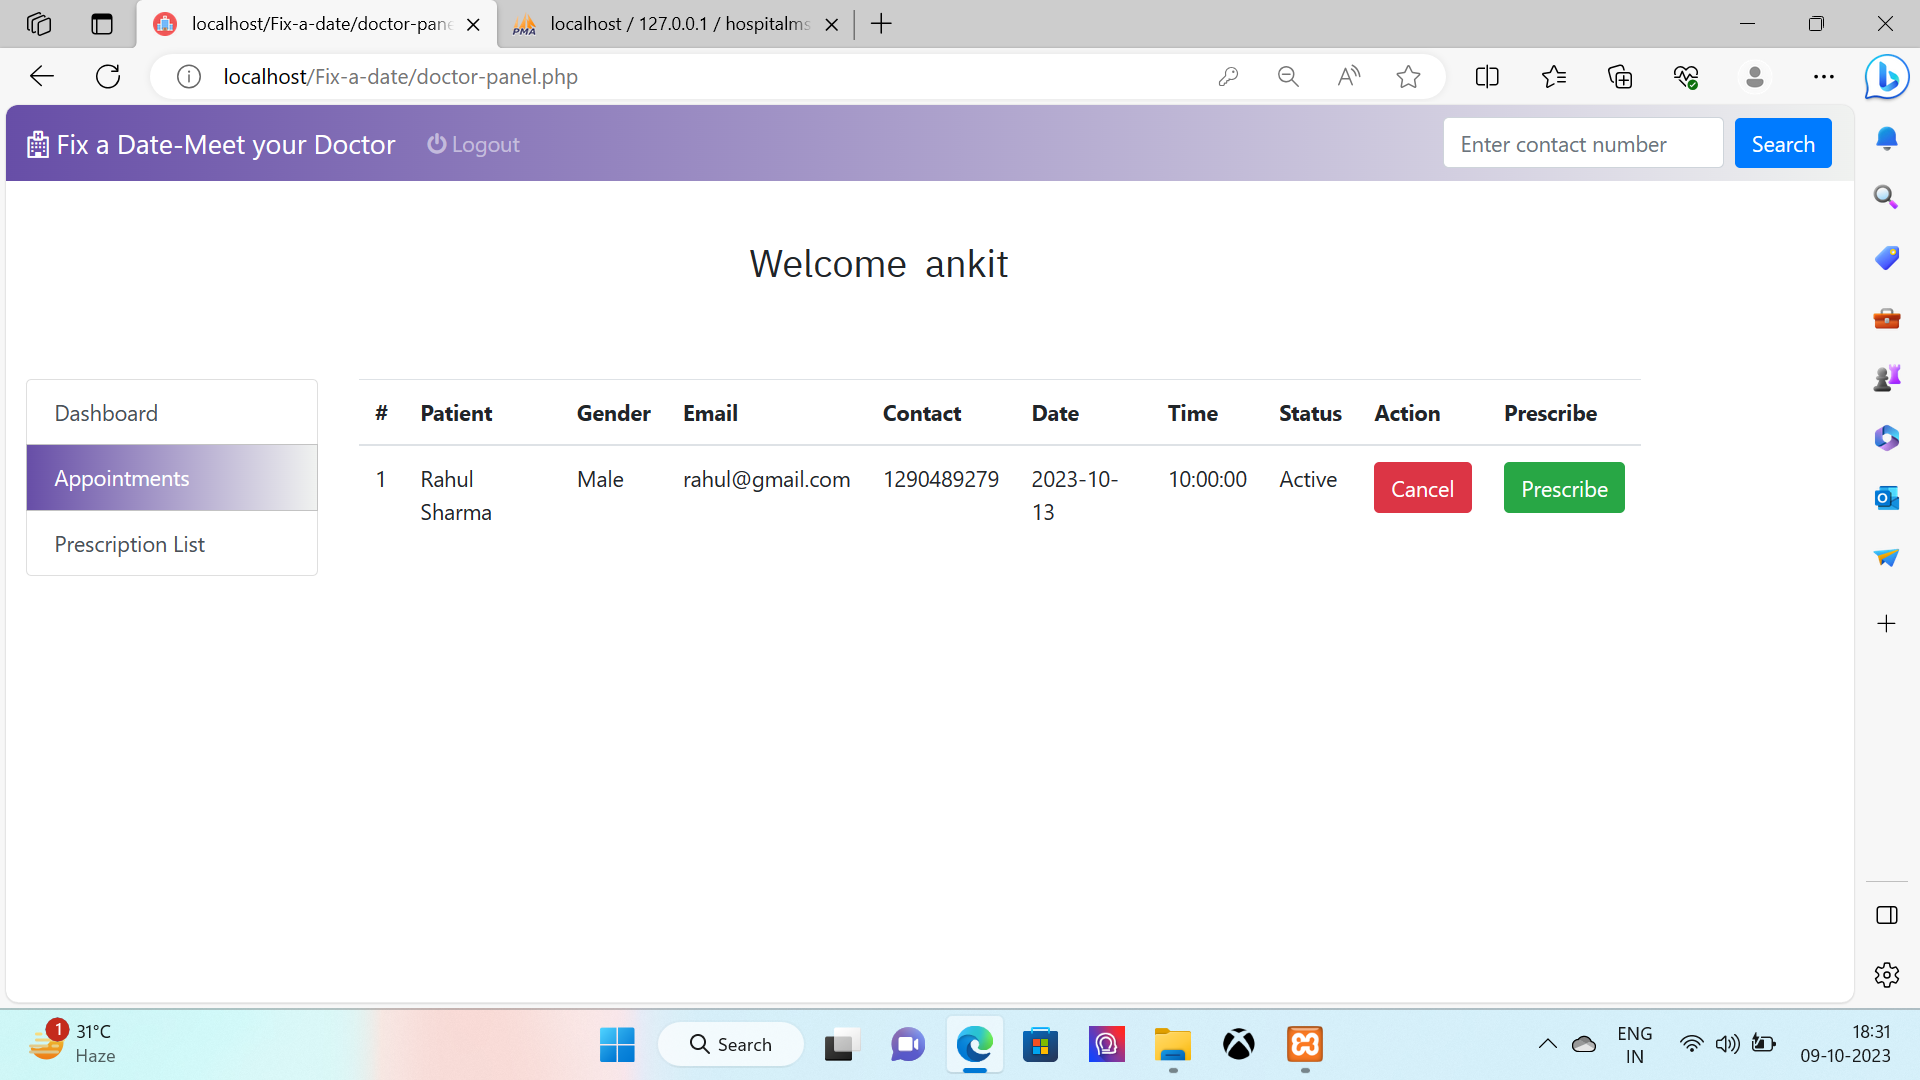 localhost/Fix-a-date/doctor-pane
localhost / 127.0.0.1 / hospitalms
localhost/Fix-a-date/doctor-panel.php
Fix a Date-Meet your Doctor Logout
Enter contact number Search
Welcome ankit
Dashboard
Appointments
Prescription List
# Patient Gender Email Contact Date Time Status Action Prescribe
1 Rahul Sharma Male rahul@gmail.com 1290489279 2023-10-13 10:00:00 Active Cancel Prescribe
1
31°C
Haze
Search
ENG
IN
18:31
09-10-2023